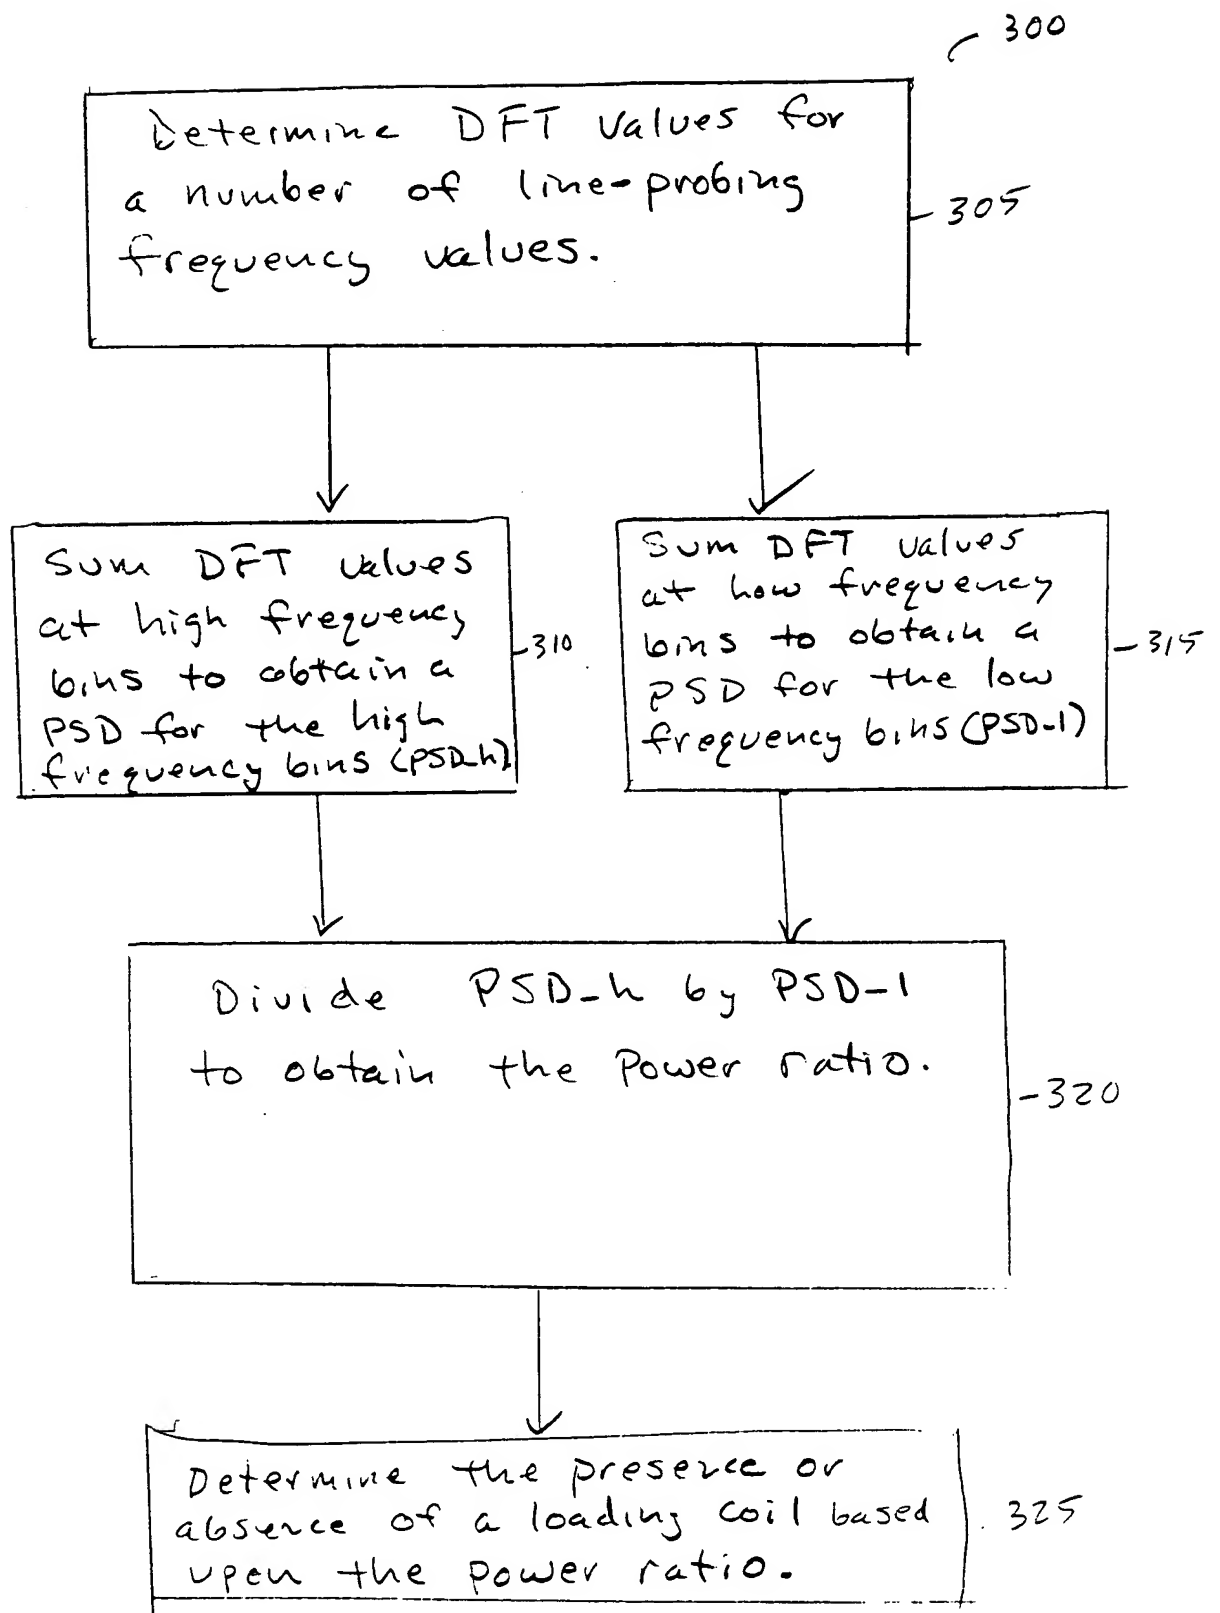 300
Determine DFT values for
a number of line-probing
frequency values.
305
Sum DFT values
at high frequency
bins to obtain a
PSD for the high
frequency bins (PSD_h)
310
Sum DFT values
at how frequency
bins to obtain a
PSD for the low
frequency bins (PSD-l)
315
Divide PSD_h by PSD-l
to obtain the Power ratio.
320
Determine the presence or
absence of a loading coil based
upon the power ratio.
325